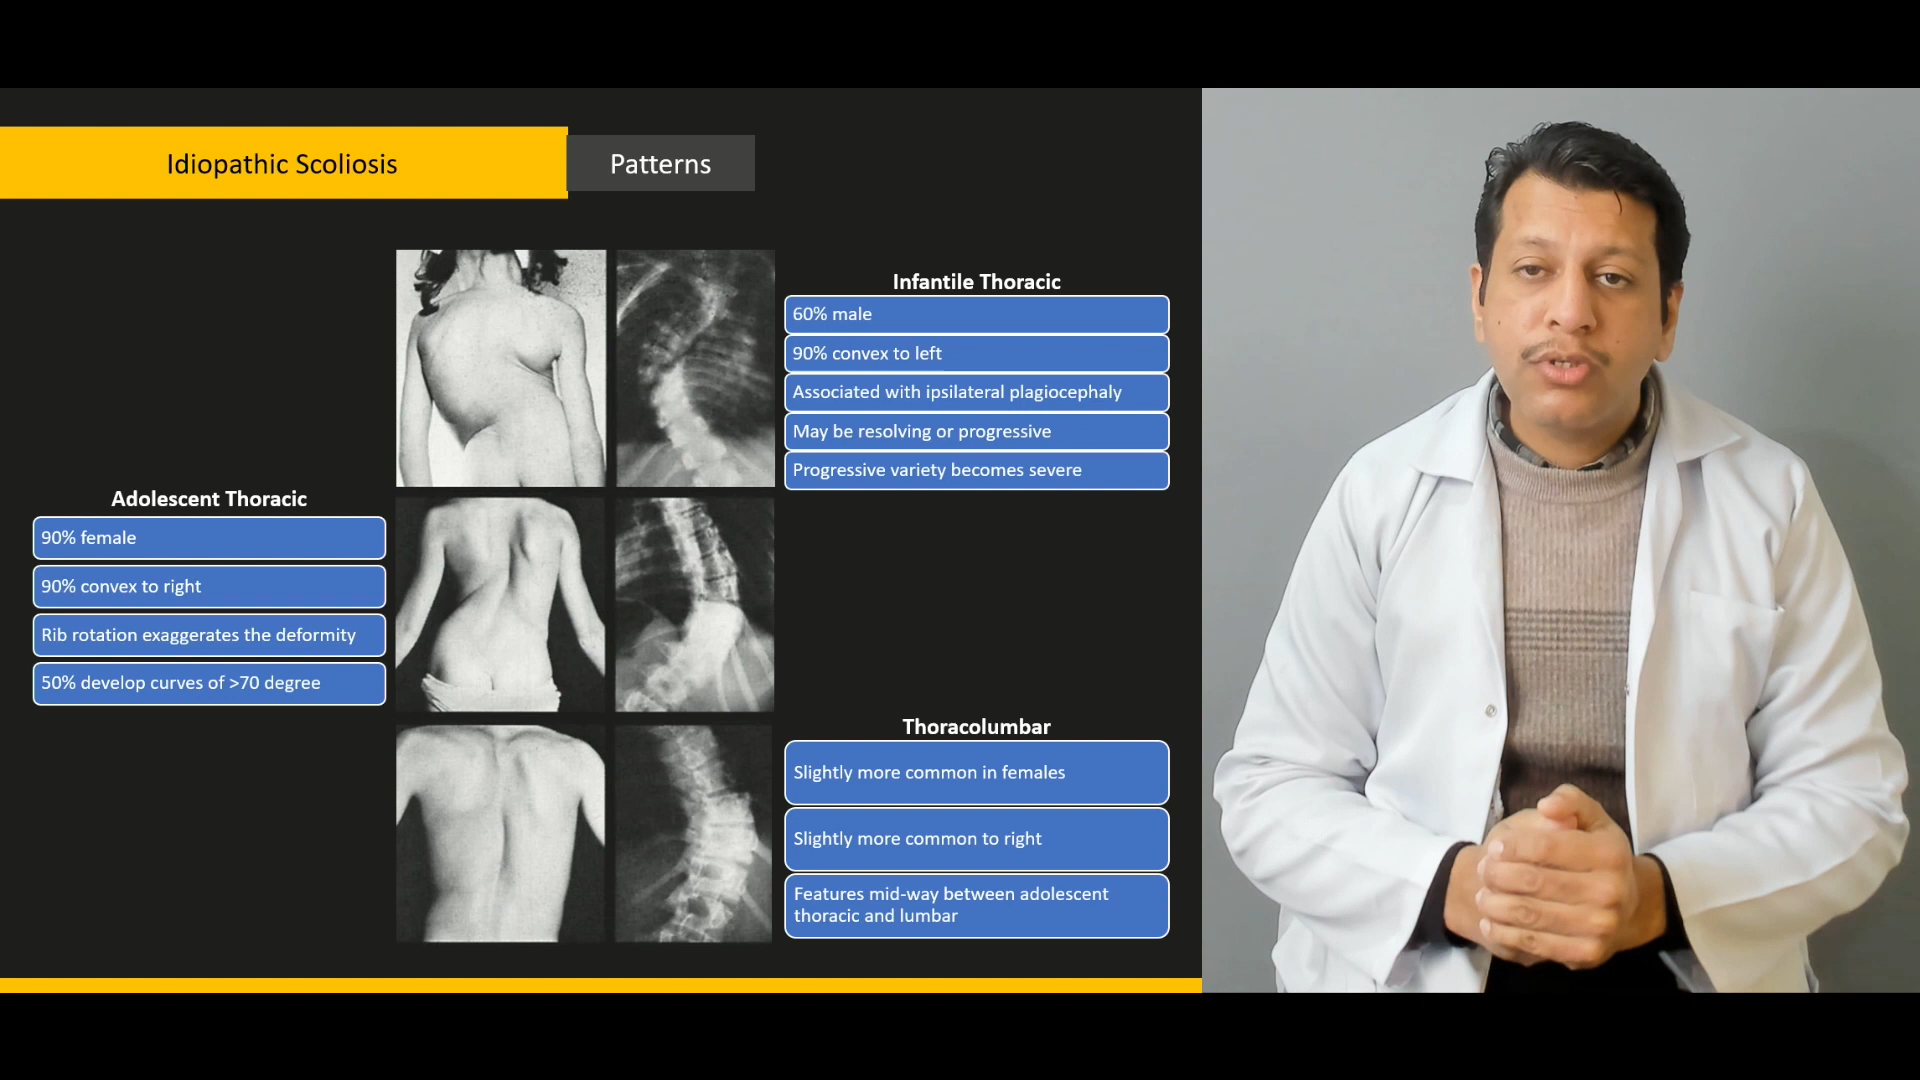 Idiopathic Scoliosis
Patterns
Infantile Thoracic
60% male
90% convex to left
Associated with ipsilateral plagiocephaly
May be resolving or progressive
Progressive variety becomes severe
Adolescent Thoracic
90% female
90% convex to right
Rib rotation exaggerates the deformity
50% develop curves of >70 degree
Thoracolumbar
Slightly more common in females
Slightly more common to right
Features mid-way between adolescent
thoracic and lumbar